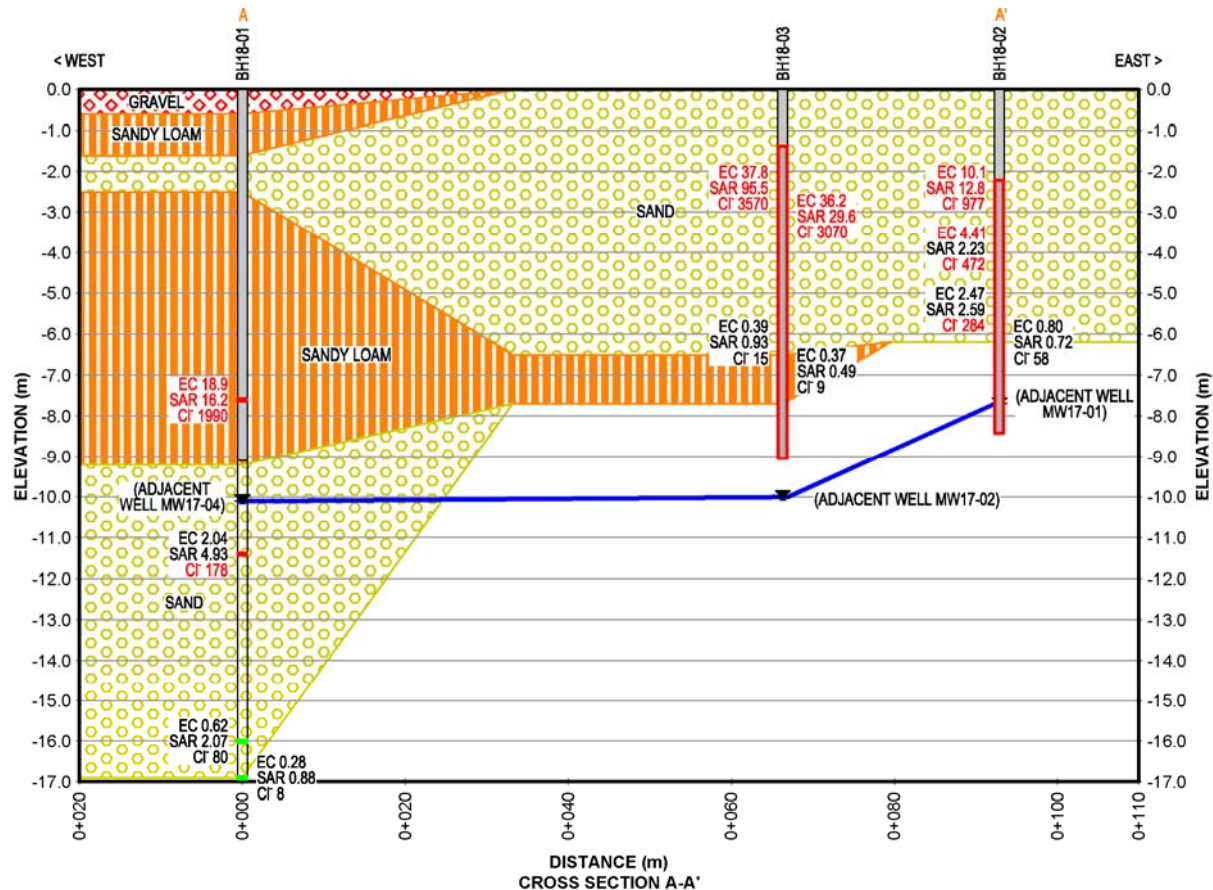 A
A'
BH18-01
BH18-03
BH18-02
< WEST
EAST >
0.0
-1.0
-2.0
-3.0
-4.0
-5.0
-6.0
-7.0
-8.0
-9.0
-10.0
-11.0
-12.0
-13.0
-14.0
-15.0
-16.0
-17.0
ELEVATION (m)
GRAVEL
SANDY LOAM
SANDY LOAM
EC 18.9
SAR 16.2
Cl⁻ 1990
(ADJACENT
WELL MW17-04)
EC 2.04
SAR 4.93
Cl⁻ 178
SAND
EC 0.62
SAR 2.07
Cl⁻ 80
EC 0.28
SAR 0.88
Cl⁻ 8
SAND
EC 37.8
SAR 95.5
Cl⁻ 3570
EC 36.2
SAR 29.6
Cl⁻ 3070
EC 0.39
SAR 0.93
Cl⁻ 15
EC 0.37
SAR 0.49
Cl⁻ 9
(ADJACENT WELL MW17-02)
EC 10.1
SAR 12.8
Cl⁻ 977
EC 4.41
SAR 2.23
Cl⁻ 472
EC 2.47
SAR 2.59
Cl⁻ 284
EC 0.80
SAR 0.72
Cl⁻ 58
(ADJACENT WELL
MW17-01)
0.0
-1.0
-2.0
-3.0
-4.0
-5.0
-6.0
-7.0
-8.0
-9.0
-10.0
-11.0
-12.0
-13.0
-14.0
-15.0
-16.0
-17.0
ELEVATION (m)
0+020
0+000
0+020
0+040
0+060
0+080
0+100
0+110
DISTANCE (m)
CROSS SECTION A-A'